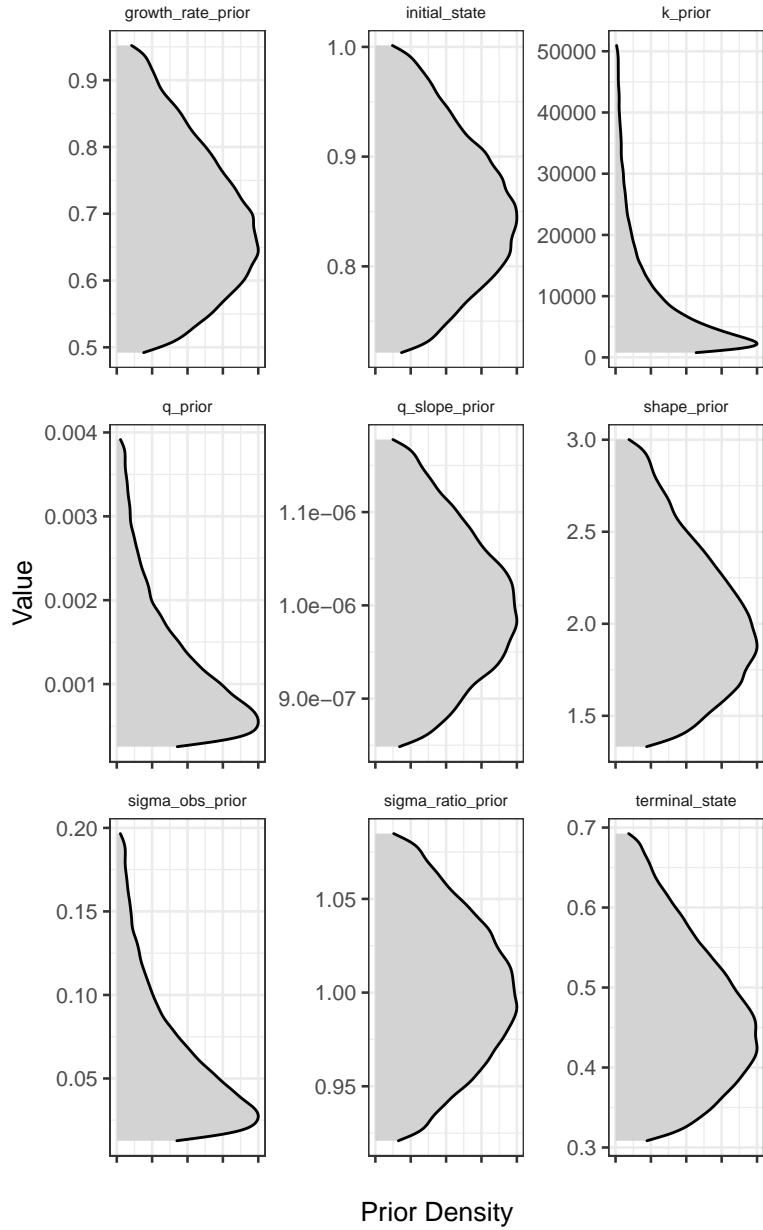 growth_rate_prior
0.9
0.8
0.7
0.6
0.5
initial_state
1.0
0.9
0.8
k_prior
50000
40000
30000
20000
10000
0
q_prior
0.004
0.003
0.002
0.001
q_slope_prior
1.1e-06
1.0e-06
9.0e-07
shape_prior
3.0
2.5
2.0
1.5
sigma_obs_prior
0.20
0.15
0.10
0.05
sigma_ratio_prior
1.05
1.00
0.95
terminal_state
0.7
0.6
0.5
0.4
0.3
Value
Prior Density